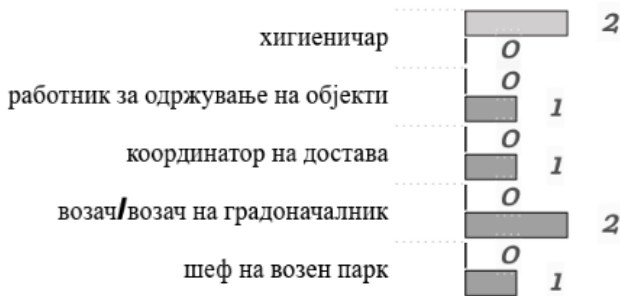 хигиеничар 2
0
0
работник за одржување на објекти 1
0
координатор на достава 1
0
возач/возач на градоначалник 2
0
шеф на возен парк 1